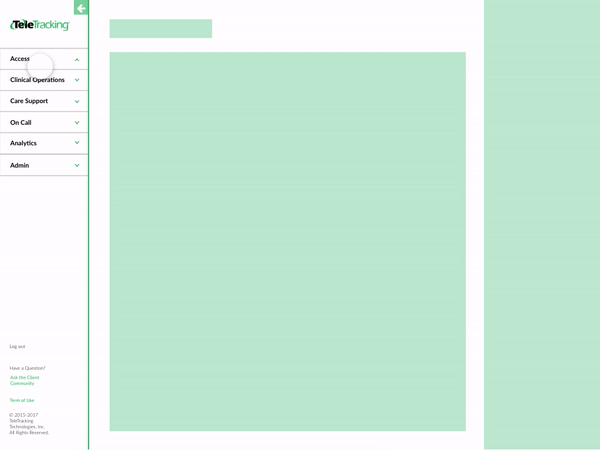 TeleTracking
Access
Clinical Operations
Care Support
On Call
Analytics
Admin
Log out
Have a Question?
Ask the Client
Community
Term of Use
© 2015-2017
TeleTracking
Technologies, Inc.
All Rights Reserved.